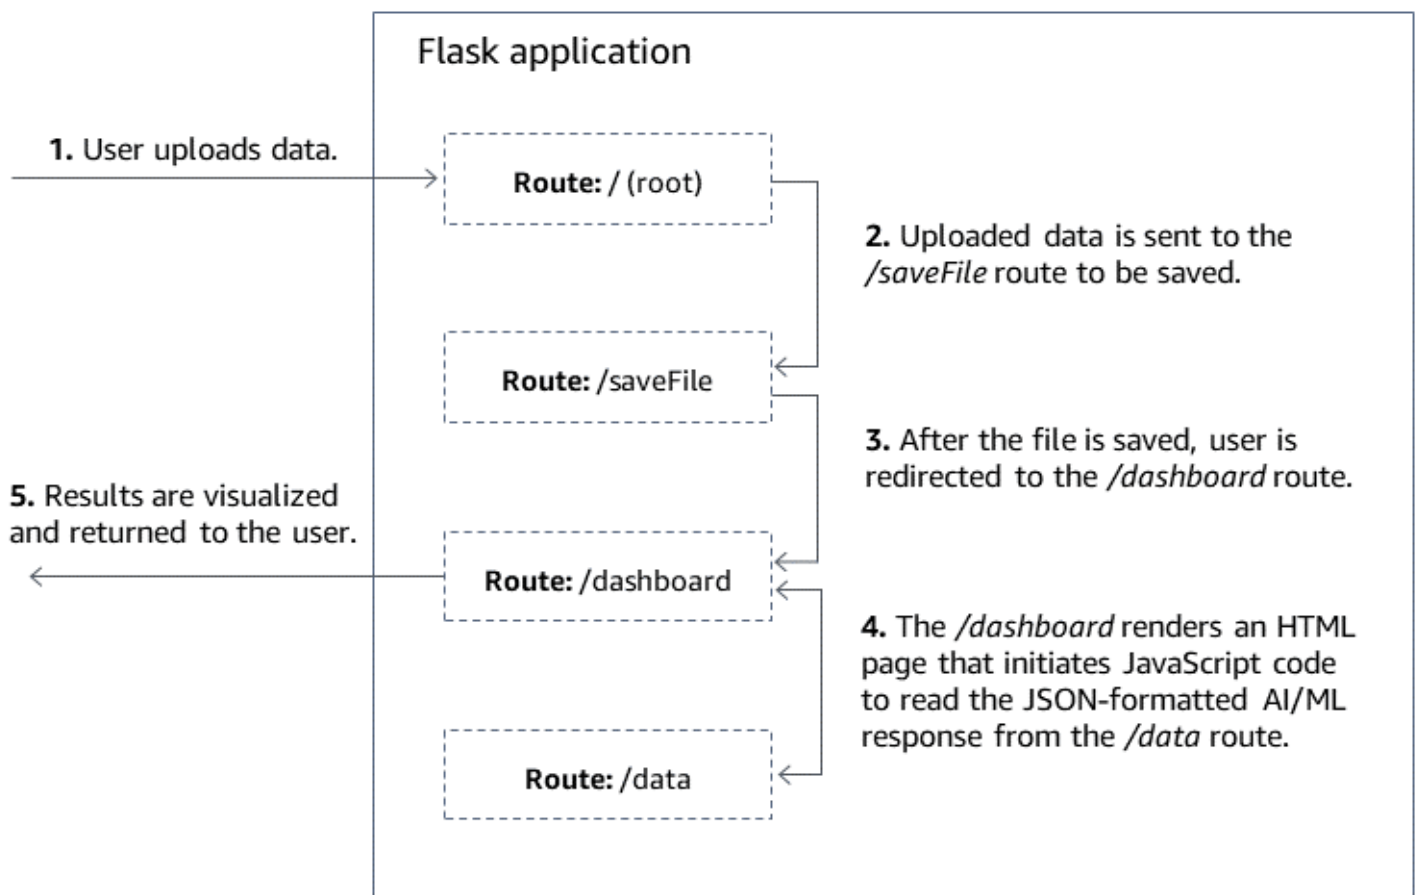 Flask application
1. User uploads data.
Route: / (root)
2. Uploaded data is sent to the
/saveFile route to be saved.
Route: /saveFile
3. After the file is saved, user is
redirected to the /dashboard route.
5. Results are visualized
and returned to the user.
Route: /dashboard
4. The /dashboard renders an HTML
page that initiates JavaScript code
to read the JSON-formatted AI/ML
response from the /data route.
Route: /data